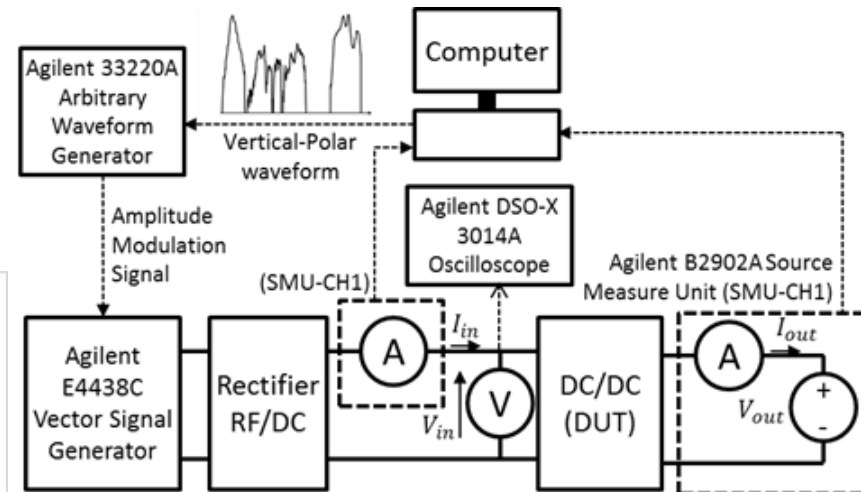 Agilent 33220A
Arbitrary
Waveform
Generator
Vertical-Polar
waveform
Computer
Amplitude
Modulation
Signal
Agilent DSO-X
3014A
Oscilloscope
(SMU-CH1)
Agilent B2902A Source
Measure Unit (SMU-CH1)
Agilent
E4438C
Vector Signal
Generator
Rectifier
RF/DC
A
I_in
V_in
V
DC/DC
(DUT)
A
I_out
V_out
+
-